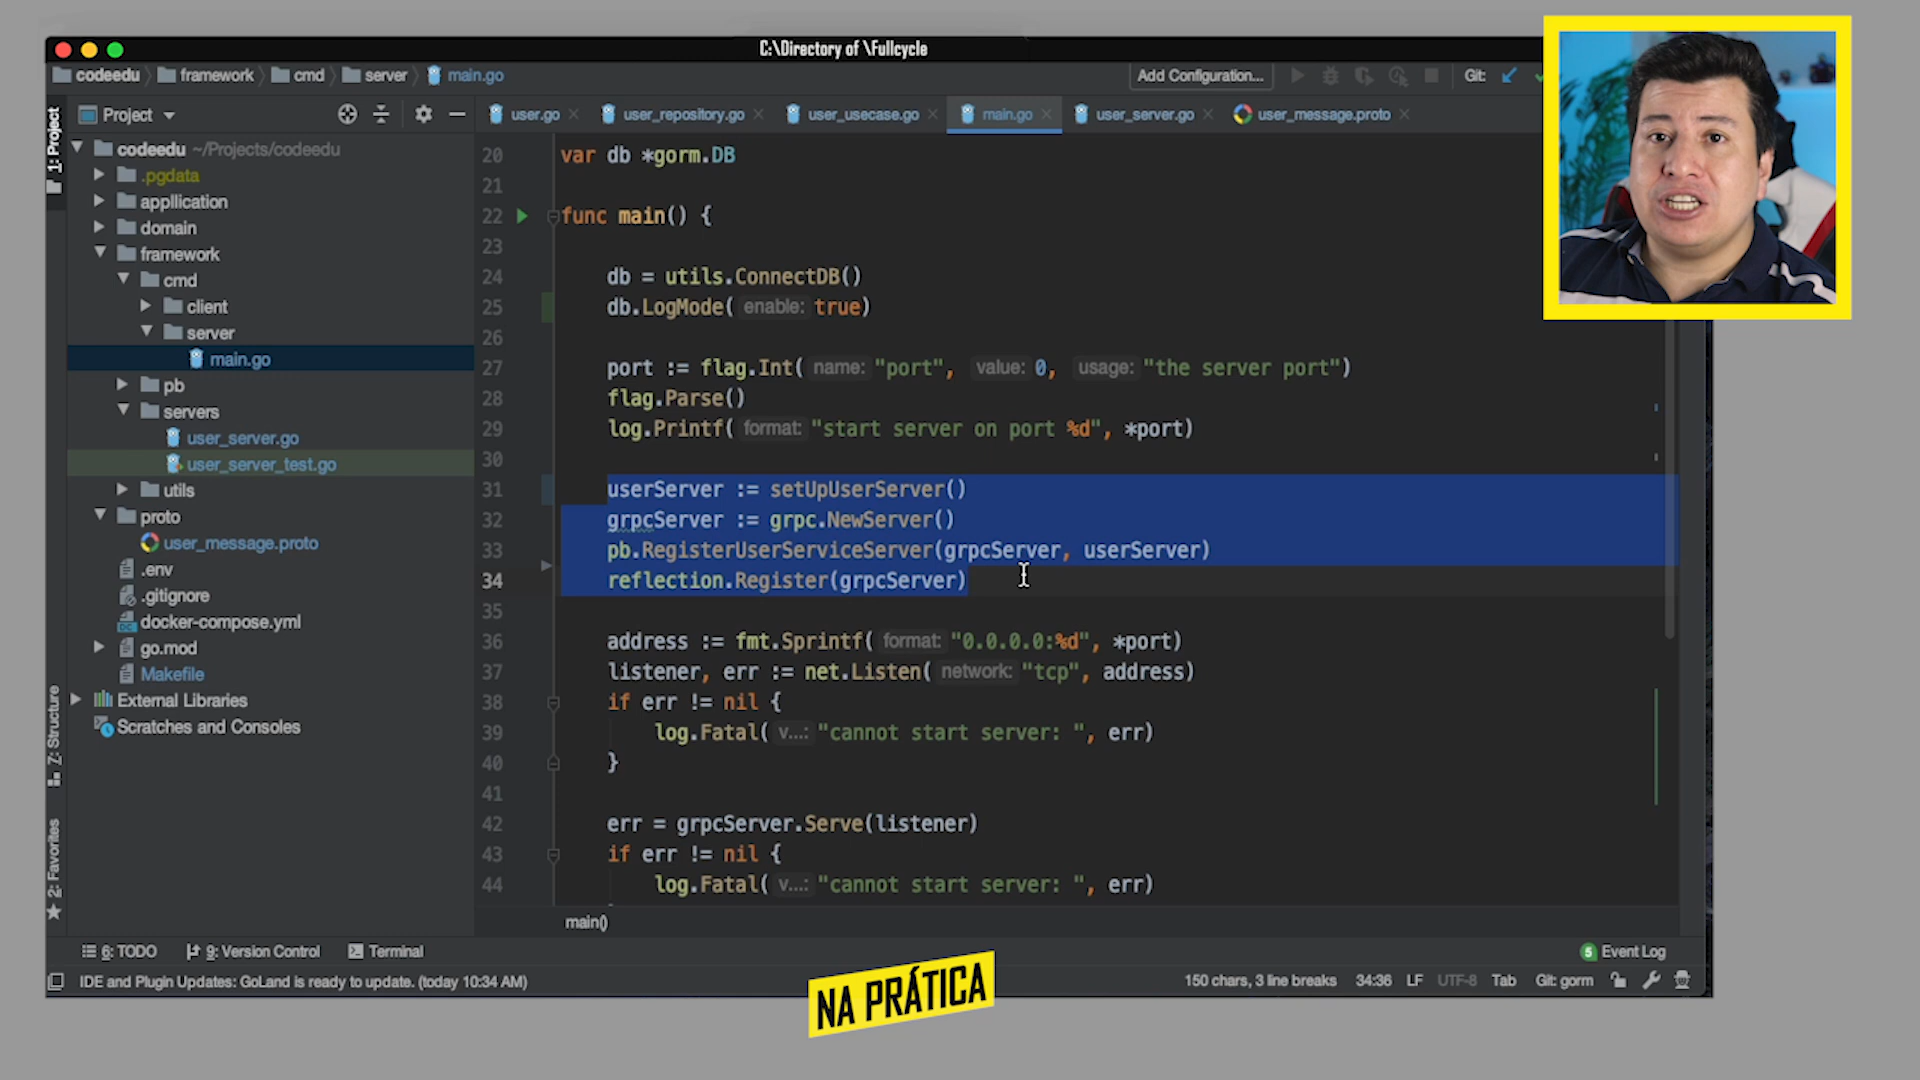 C:\Directory of \Fullcycle
codeedu
framework
cmd
server
main.go
Add Configuration...
Git:
1: Project
Project
user.go
user_repository.go
user_usecase.go
main.go
user_server.go
user_message.proto
codeedu ~/Projects/codeedu
.pgdata
appllication
domain
framework
cmd
client
server
main.go
pb
servers
user_server.go
user_server_test.go
utils
proto
user_message.proto
.env
.gitignore
docker-compose.yml
go.mod
Makefile
External Libraries
Scratches and Consoles
Z: Structure
2: Favorites
20 var db *gorm.DB
21
22 func main() {
23
24 db = utils.ConnectDB()
25 db.LogMode( enable: true)
26
27 port := flag.Int( name: "port", value: 0, usage: "the server port")
28 flag.Parse()
29 log.Printf( format: "start server on port %d", *port)
30
31 userServer := setUpUserServer()
32 grpcServer := grpc.NewServer()
33 pb.RegisterUserServiceServer(grpcServer, userServer)
34 reflection.Register(grpcServer)
35
36 address := fmt.Sprintf( format: "0.0.0.0:%d", *port)
37 listener, err := net.Listen( network: "tcp", address)
38 if err != nil {
39 log.Fatal( v...: "cannot start server: ", err)
40 }
41
42 err = grpcServer.Serve(listener)
43 if err != nil {
44 log.Fatal( v...: "cannot start server: ", err)
main()
6: TODO
9: Version Control
Terminal
5 Event Log
IDE and Plugin Updates: GoLand is ready to update. (today 10:34 AM)
150 chars, 3 line breaks
34:36
LF
UTF-8
Tab
Git: gorm
NA PRÁTICA